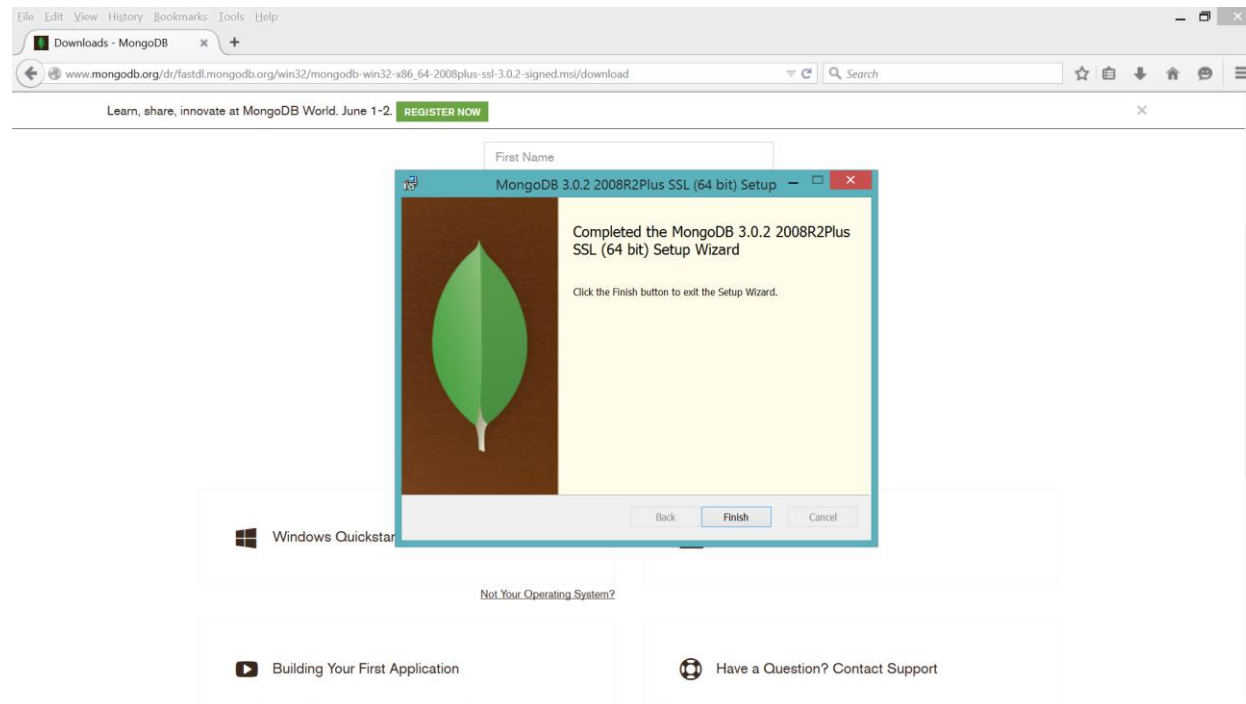 File Edit View History Bookmarks Tools Help
Downloads - MongoDB
www.mongodb.org/dr/fastdl.mongodb.org/win32/mongodb-win32-x86_64-2008plus-ssl-3.0.2-signed.msi/download
Search
Learn, share, innovate at MongoDB World. June 1-2. REGISTER NOW
First Name
MongoDB 3.0.2 2008R2Plus SSL (64 bit) Setup
Completed the MongoDB 3.0.2 2008R2Plus
SSL (64 bit) Setup Wizard
Click the Finish button to exit the Setup Wizard.
Back Finish Cancel
Windows Quickstar
Not Your Operating System?
Building Your First Application
Have a Question? Contact Support